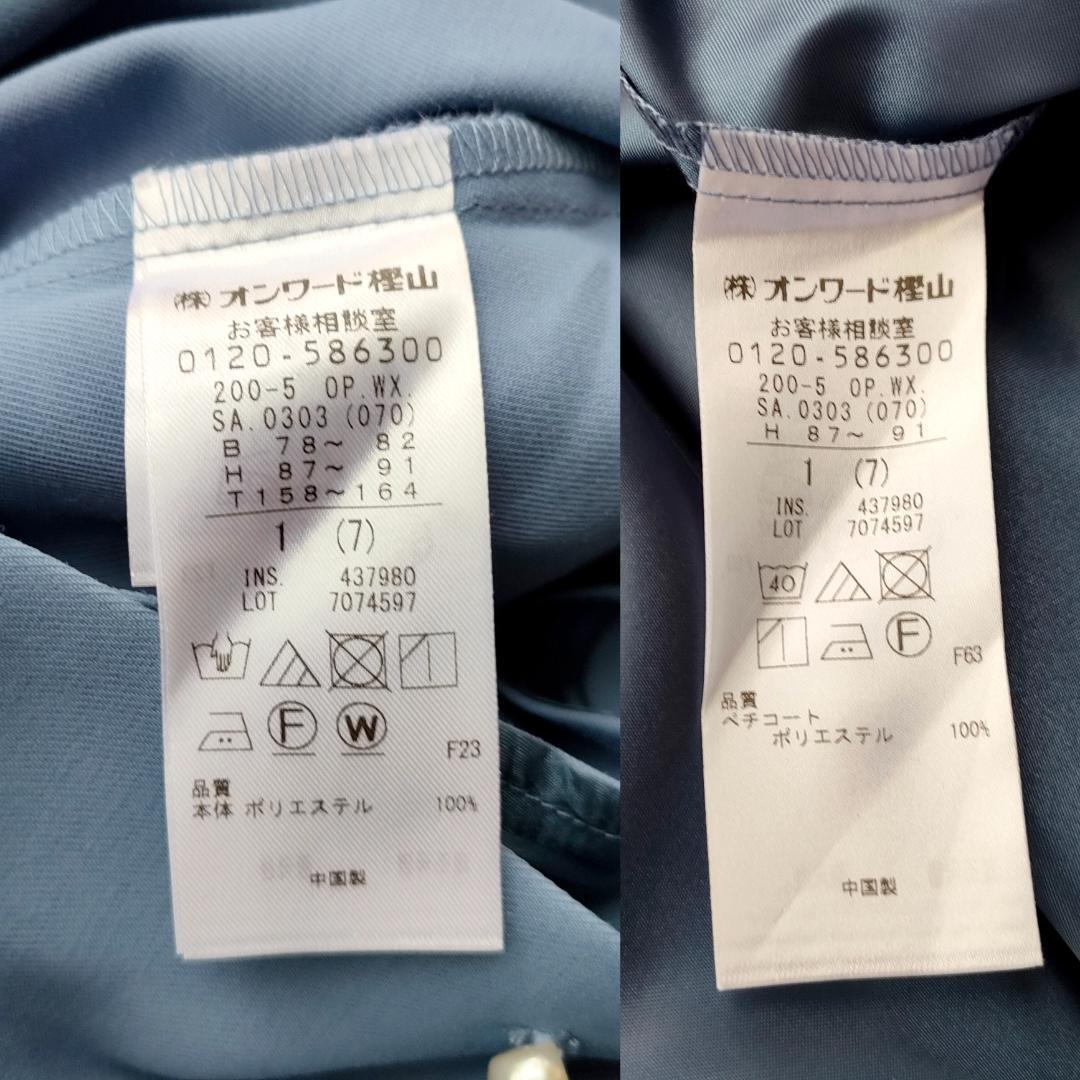 (株)オンワード樫山
お客様相談室
0120-586300
200-5 OP.WX.
SA.0303(070)
B 78〜 82
H 87〜 91
T158〜164
1 (7)
INS. 437980
LOT 7074597
F W F23
品質
本体 ポリエステル 100%
中国製
(株)オンワード樫山
お客様相談室
0120-586300
200-5 OP.WX.
SA.0303(070)
H 87〜 91
1 (7)
INS. 437980
LOT 7074597
40
F F63
品質
ペチコート
ポリエステル 100%
中国製